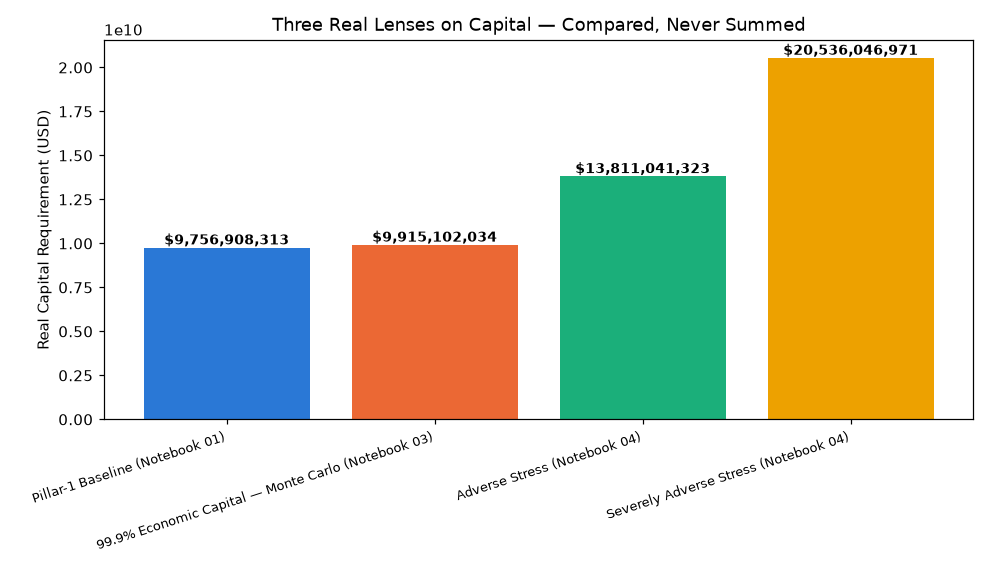 Three Real Lenses on Capital — Compared, Never Summed
1e10
Real Capital Requirement (USD)
2.00
1.75
1.50
1.25
1.00
0.75
0.50
0.25
0.00
$9,756,908,313
$9,915,102,034
$13,811,041,323
$20,536,046,971
Pillar-1 Baseline (Notebook 01)
99.9% Economic Capital — Monte Carlo (Notebook 03)
Adverse Stress (Notebook 04)
Severely Adverse Stress (Notebook 04)